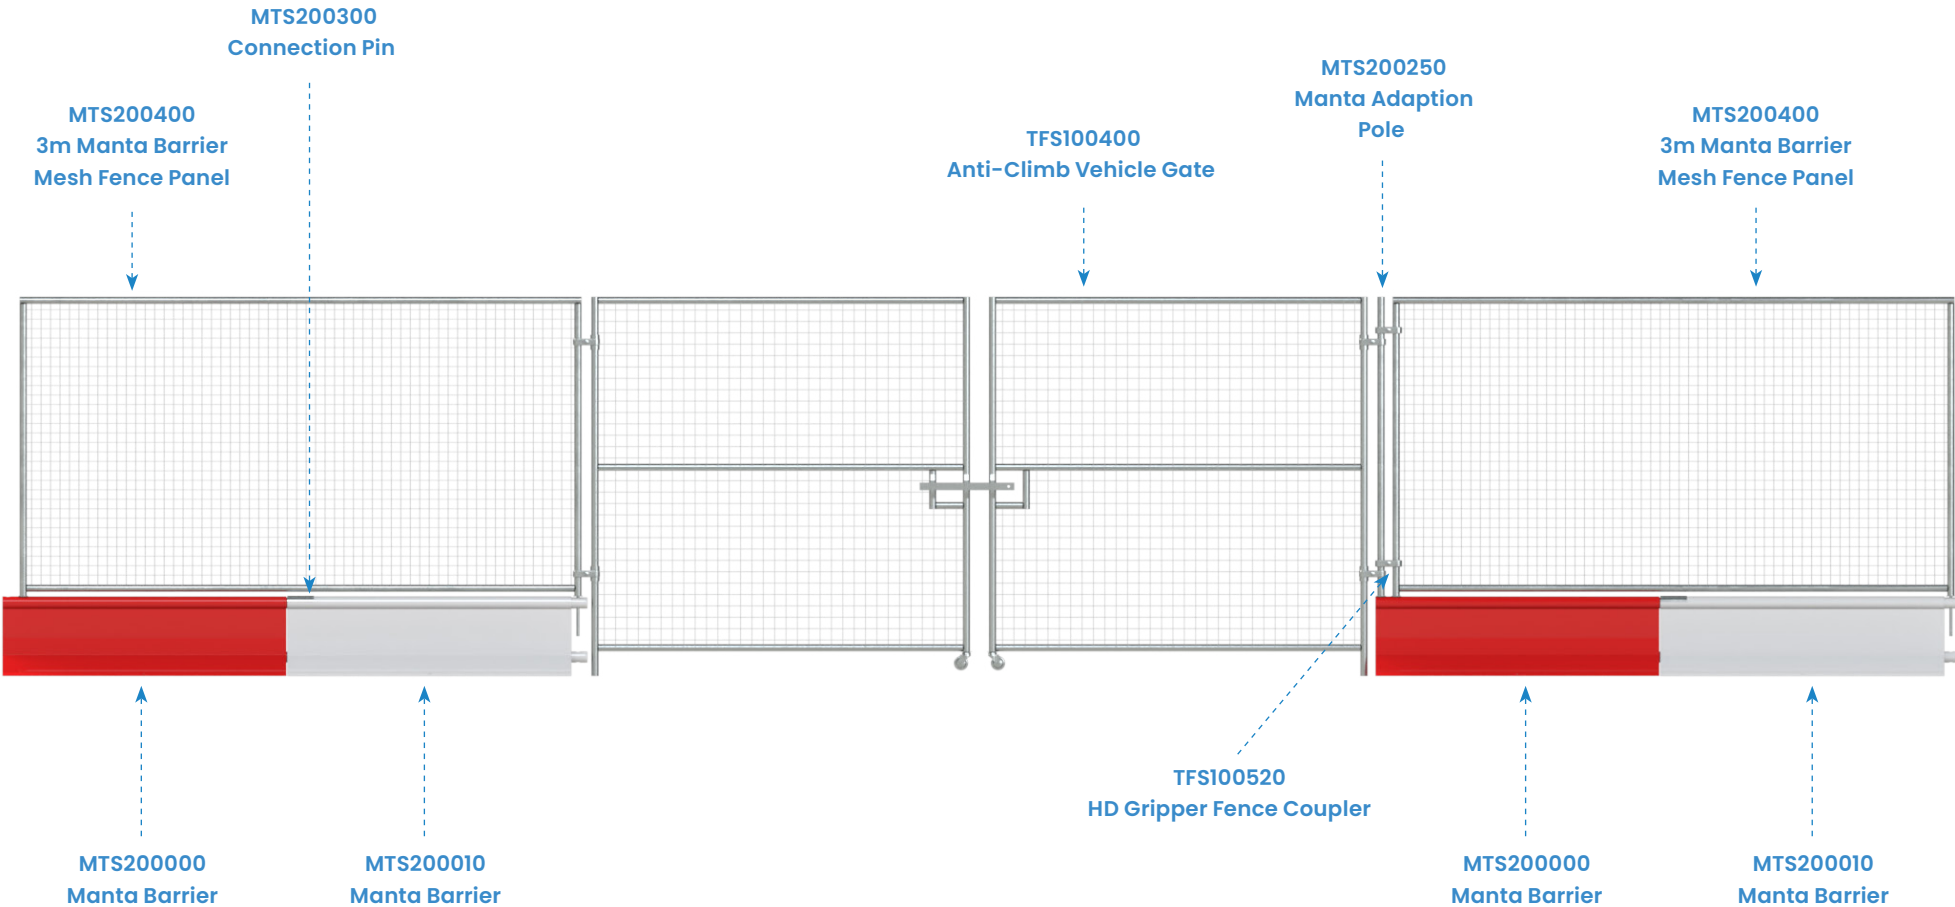 MTS200300
Connection Pin
MTS200250
Manta Adaption
Pole
MTS200400
3m Manta Barrier
Mesh Fence Panel
TFS100400
Anti-Climb Vehicle Gate
MTS200400
3m Manta Barrier
Mesh Fence Panel
TFS100520
HD Gripper Fence Coupler
MTS200000
Manta Barrier
MTS200010
Manta Barrier
MTS200000
Manta Barrier
MTS200010
Manta Barrier